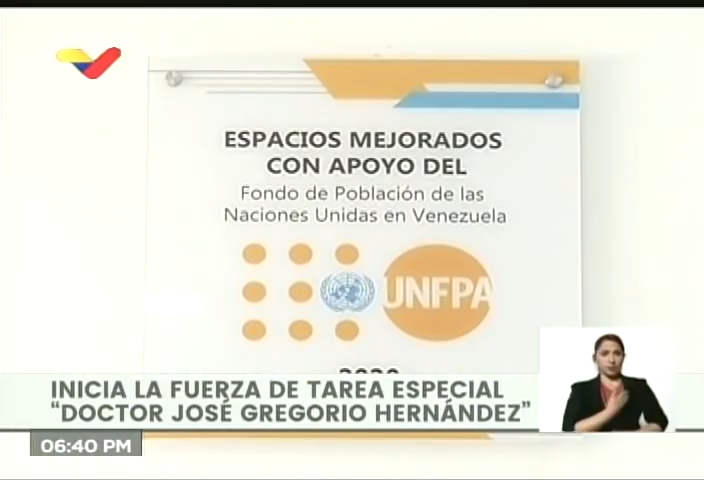 ESPACIOS MEJORADOS
CON APOYO DEL
Fondo de Población de las
Naciones Unidas en Venezuela
UNFPA
INICIA LA FUERZA DE TAREA ESPECIAL
“DOCTOR JOSÉ GREGORIO HERNÁNDEZ”
06:40 PM